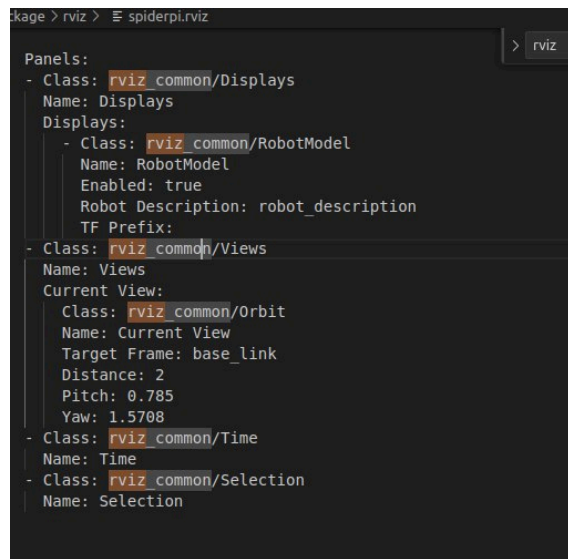 ckage > rviz > spiderpi.rviz
> rviz
Panels:
- Class: rviz_common/Displays
Name: Displays
Displays:
- Class: rviz_common/RobotModel
Name: RobotModel
Enabled: true
Robot Description: robot_description
TF Prefix:
- Class: rviz_common/Views
Name: Views
Current View:
Class: rviz_common/Orbit
Name: Current View
Target Frame: base_link
Distance: 2
Pitch: 0.785
Yaw: 1.5708
- Class: rviz_common/Time
Name: Time
- Class: rviz_common/Selection
Name: Selection